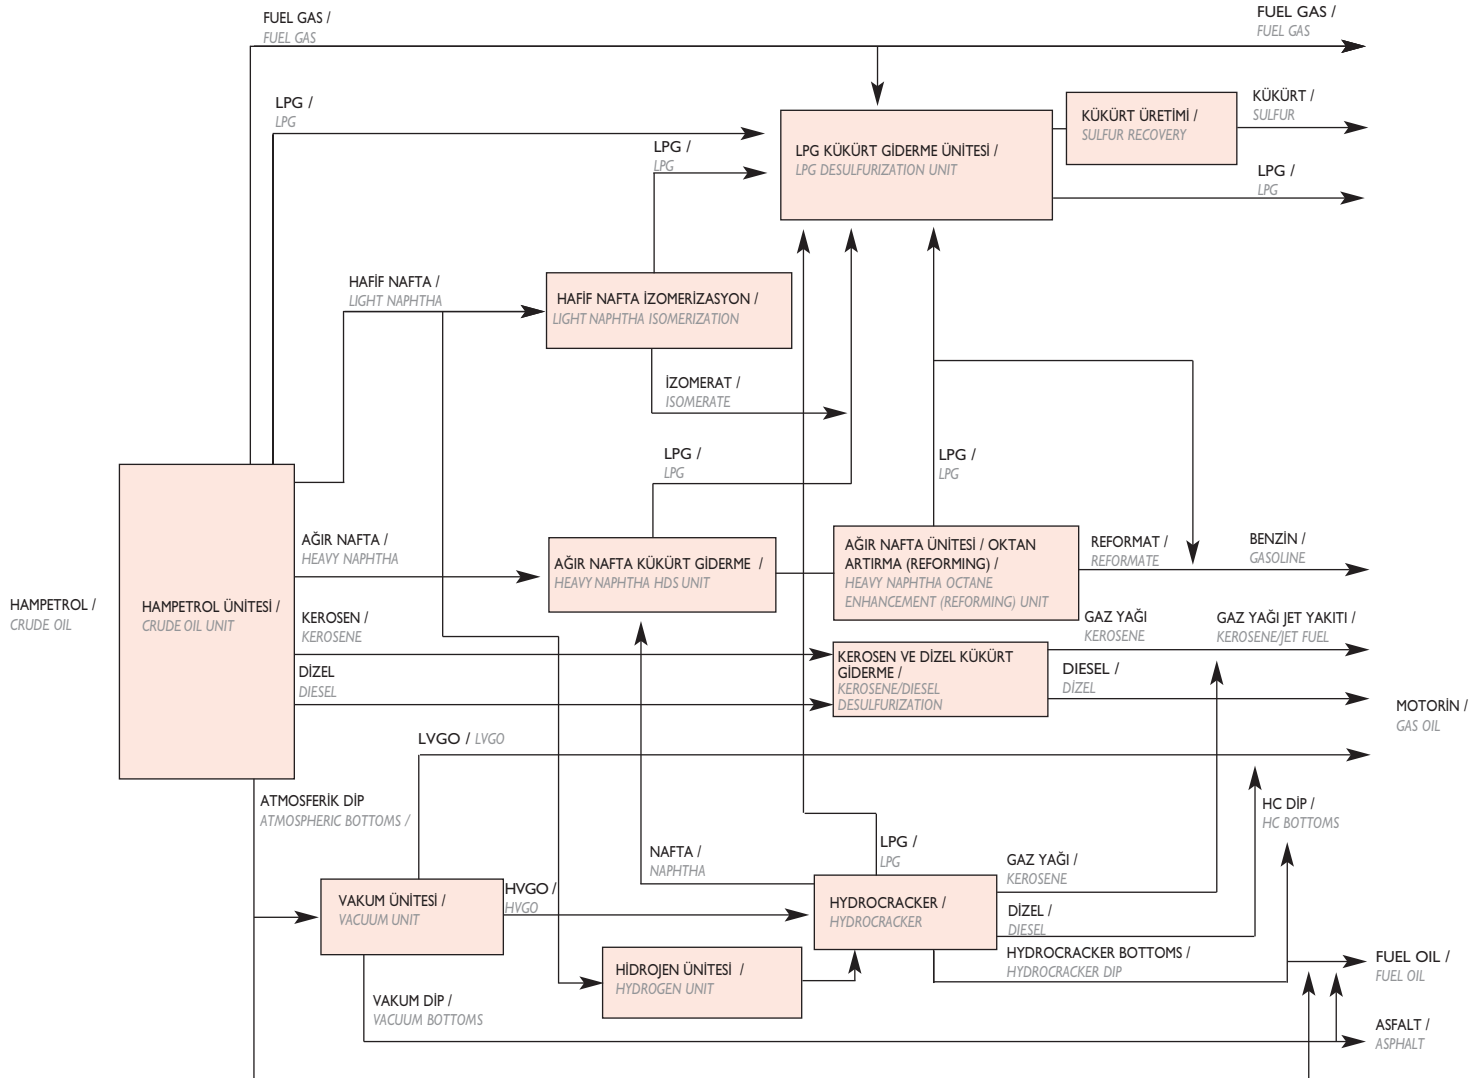 FUEL GAS /
FUEL GAS
FUEL GAS /
FUEL GAS
LPG /
LPG
LPG /
LPG
LPG KÜKÜRT GİDERME ÜNİTESİ /
LPG DESULFURIZATION UNIT
KÜKÜRT ÜRETİMİ /
SULFUR RECOVERY
KÜKÜRT /
SULFUR
LPG /
LPG
HAFİF NAFTA /
LIGHT NAPHTHA
HAFİF NAFTA İZOMERİZASYON /
LIGHT NAPHTHA ISOMERIZATION
İZOMERAT /
ISOMERATE
LPG /
LPG
LPG /
LPG
HAMPETROL /
CRUDE OIL
HAMPETROL ÜNİTESİ /
CRUDE OIL UNIT
AĞIR NAFTA /
HEAVY NAPHTHA
AĞIR NAFTA KÜKÜRT GİDERME /
HEAVY NAPHTHA HDS UNIT
AĞIR NAFTA ÜNİTESİ / OKTAN
ARTIRMA (REFORMING) /
HEAVY NAPHTHA OCTANE
ENHANCEMENT (REFORMING) UNIT
REFORMAT /
REFORMATE
BENZİN /
GASOLINE
KEROSEN /
KEROSENE
DİZEL
DIESEL
KEROSEN VE DİZEL KÜKÜRT
GİDERME /
KEROSENE/DIESEL
DESULFURIZATION
GAZ YAĞI
KEROSENE
GAZ YAĞI JET YAKITI /
KEROSENE/JET FUEL
DIESEL /
DİZEL
MOTORİN /
GAS OIL
LVGO / LVGO
ATMOSFERİK DİP
ATMOSPHERIC BOTTOMS /
HC DİP /
HC BOTTOMS
NAFTA /
NAPHTHA
LPG /
LPG
GAZ YAĞI /
KEROSENE
VAKUM ÜNİTESİ /
VACUUM UNIT
HVGO /
HVGO
HYDROCRACKER /
HYDROCRACKER
DİZEL /
DIESEL
HYDROCRACKER BOTTOMS /
HYDROCRACKER DIP
HİDROJEN ÜNİTESİ /
HYDROGEN UNIT
FUEL OIL /
FUEL OIL
VAKUM DİP /
VACUUM BOTTOMS
ASFALT /
ASPHALT